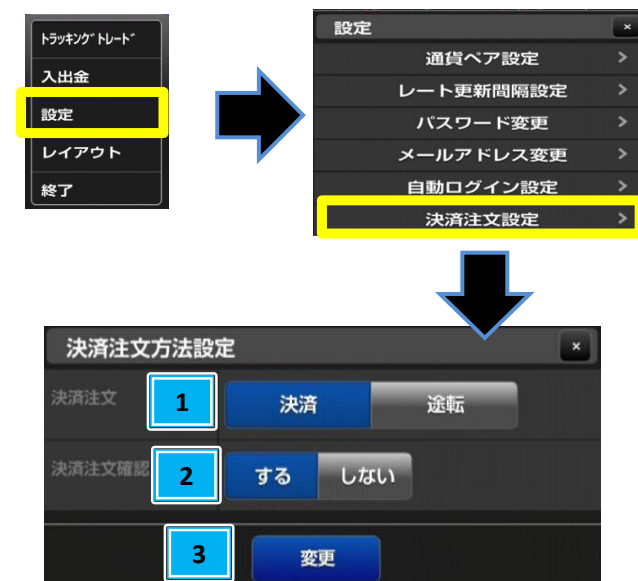 トラッキングトレード
入出金
設定
レイアウト
終了
設定
×
通貨ペア設定 >
レート更新間隔設定 >
パスワード変更 >
メールアドレス変更 >
自動ログイン設定 >
決済注文設定 >
決済注文方法設定 ×
決済注文 1 決済 途転
決済注文確認 2 する しない
3 変更